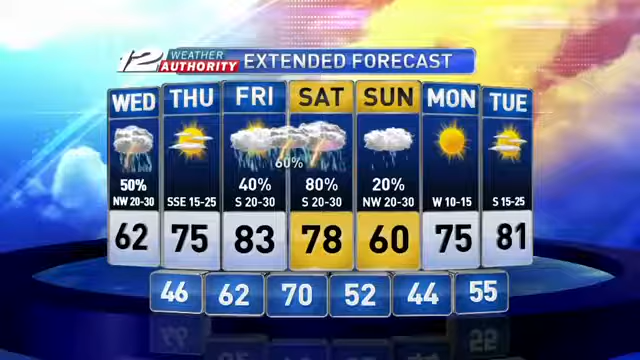 12 WEATHER AUTHORITY EXTENDED FORECAST
WED THU FRI SAT SUN MON TUE
60%
50% 40% 80% 20%
NW 20-30 SSE 15-25 S 20-30 S 20-30 NW 20-30 W 10-15 S 15-25
62 75 83 78 60 75 81
46 62 70 52 44 55